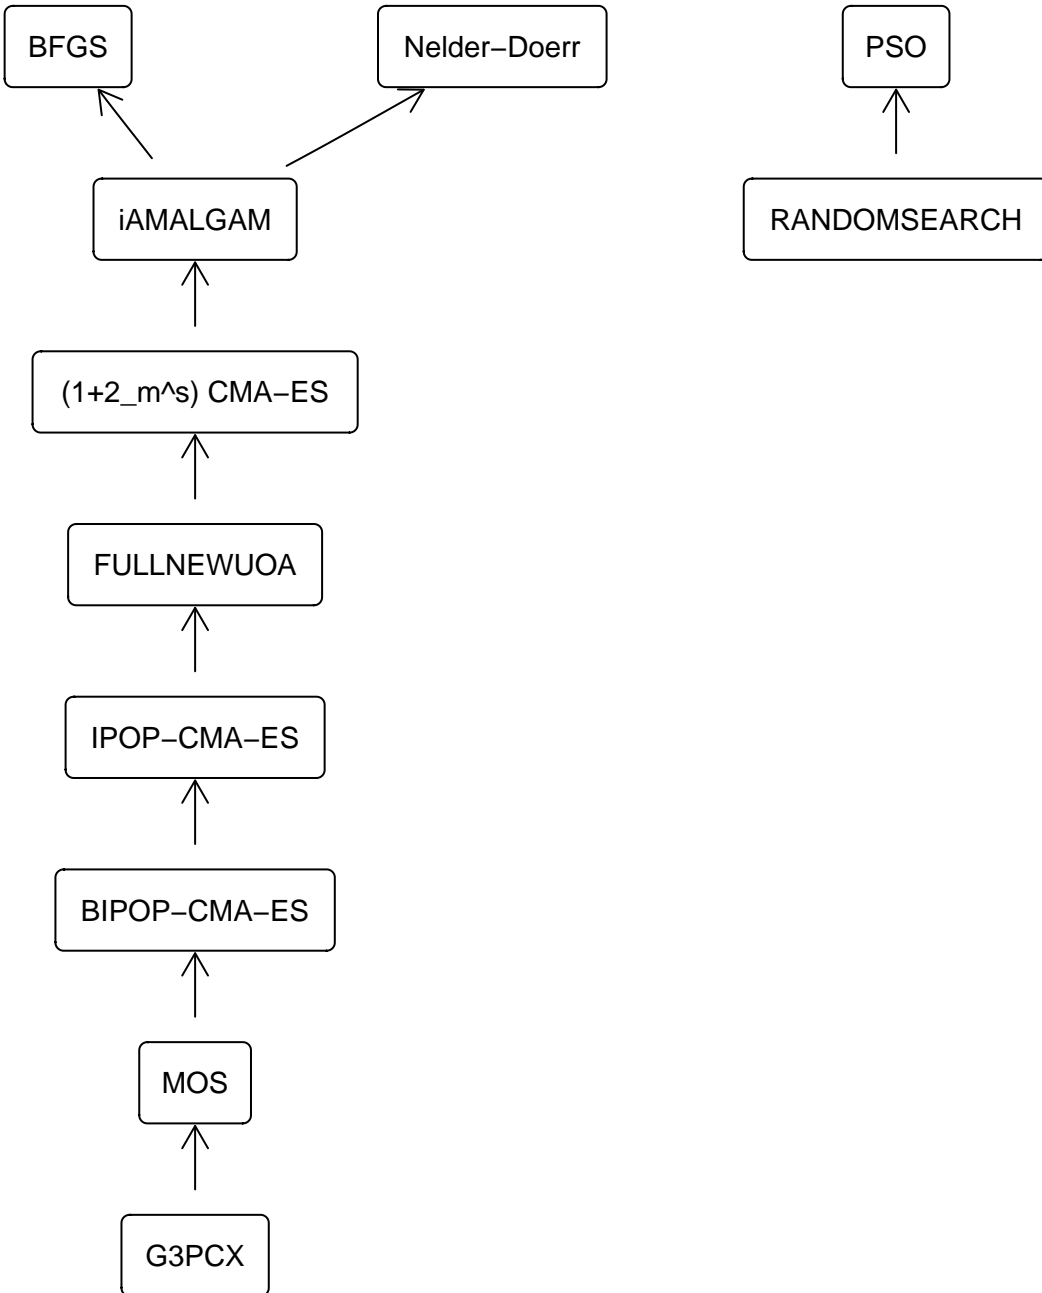 BFGS
Nelder–Doerr
PSO
iAMALGAM
RANDOMSEARCH
(1+2_m^s) CMA–ES
FULLNEWUOA
IPOP–CMA–ES
BIPOP–CMA–ES
MOS
G3PCX